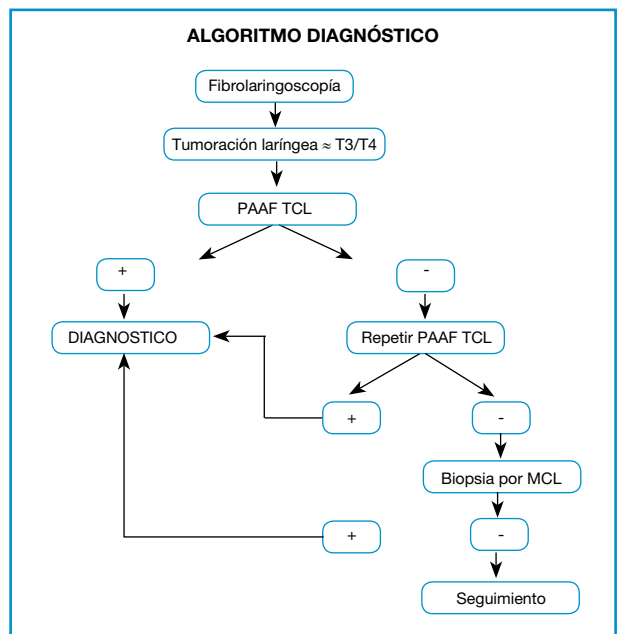 ALGORITMO DIAGNÓSTICO
Fibrolaringoscopía
Tumoración laríngea ≈ T3/T4
PAAF TCL
+
-
DIAGNOSTICO
Repetir PAAF TCL
+
-
Biopsia por MCL
+
-
Seguimiento